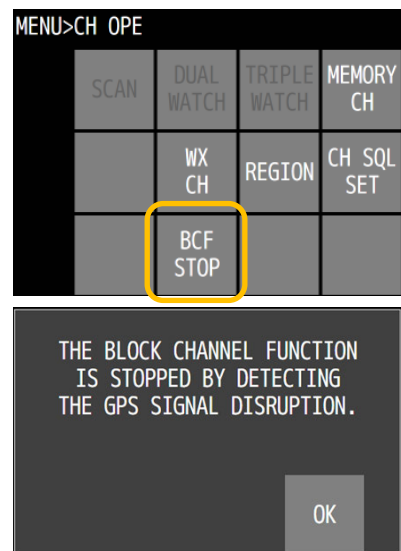 MENU>CH OPE
SCAN
DUAL
WATCH
TRIPLE
WATCH
MEMORY
CH
WX
CH
REGION
CH SQL
SET
BCF
STOP
THE BLOCK CHANNEL FUNCTION
IS STOPPED BY DETECTING
THE GPS SIGNAL DISRUPTION.
OK